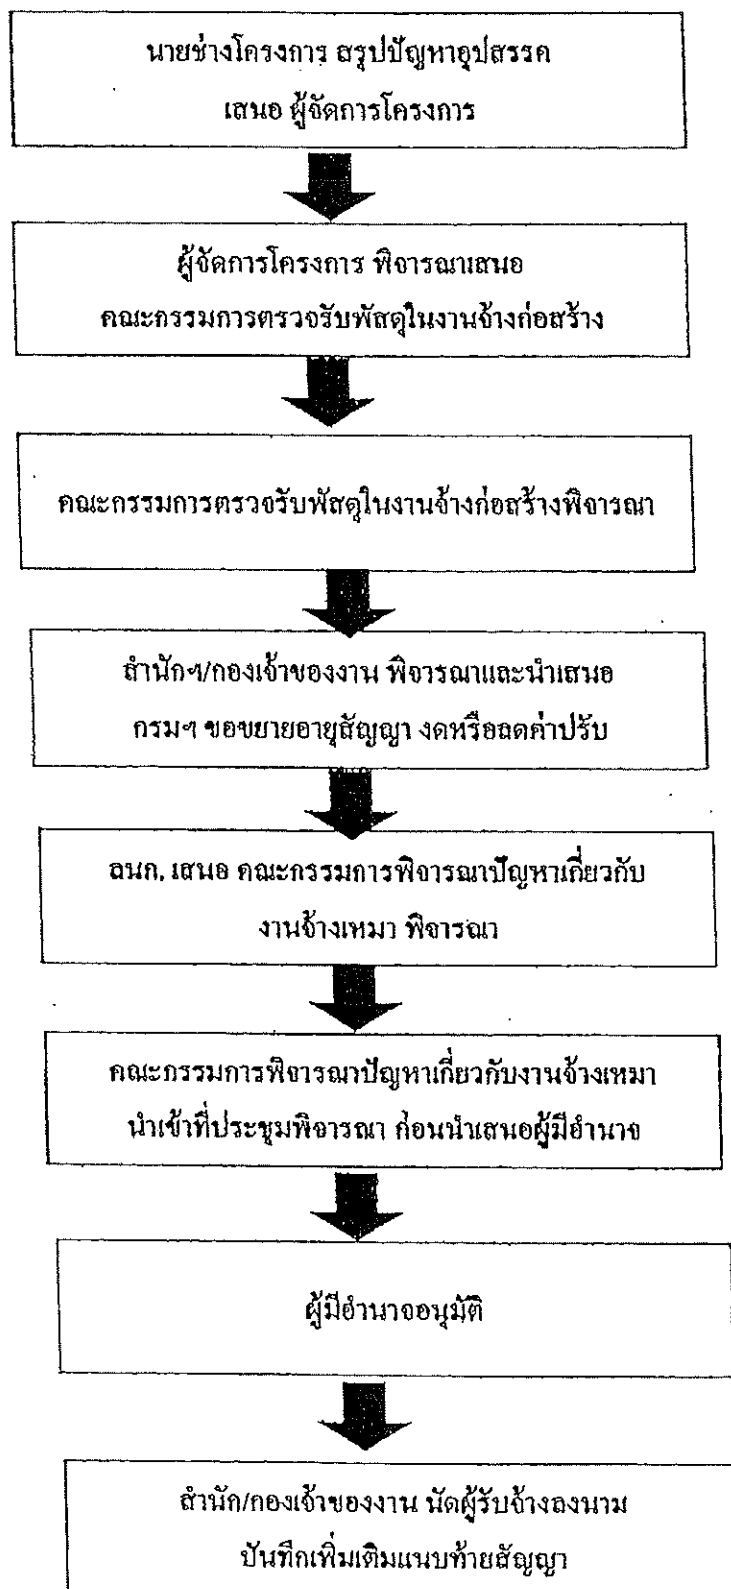 นายช่างโครงการ สรุปปัญหาอุปสรรค
เสนอ ผู้จัดการโครงการ
ผู้จัดการโครงการ พิจารณาเสนอ
คณะกรรมการตรวจรับพัสดุในงานจ้างก่อสร้าง
คณะกรรมการตรวจรับพัสดุในงานจ้างก่อสร้างพิจารณา
สำนักฯ/กองเจ้าของงาน พิจารณาและนำเสนอ
กรมฯ ขอขยายอายุสัญญา งดหรือลดค่าปรับ
ลนก. เสนอ คณะกรรมการพิจารณาปัญหาเกี่ยวกับ
งานจ้างเหมา พิจารณา
คณะกรรมการพิจารณาปัญหาเกี่ยวกับงานจ้างเหมา
นำเข้าที่ประชุมพิจารณา ก่อนนำเสนอผู้มีอำนาจ
ผู้มีอำนาจอนุมัติ
สำนัก/กองเจ้าของงาน นัดผู้รับจ้างลงนาม
บันทึกเพิ่มเติมแนบท้ายสัญญา